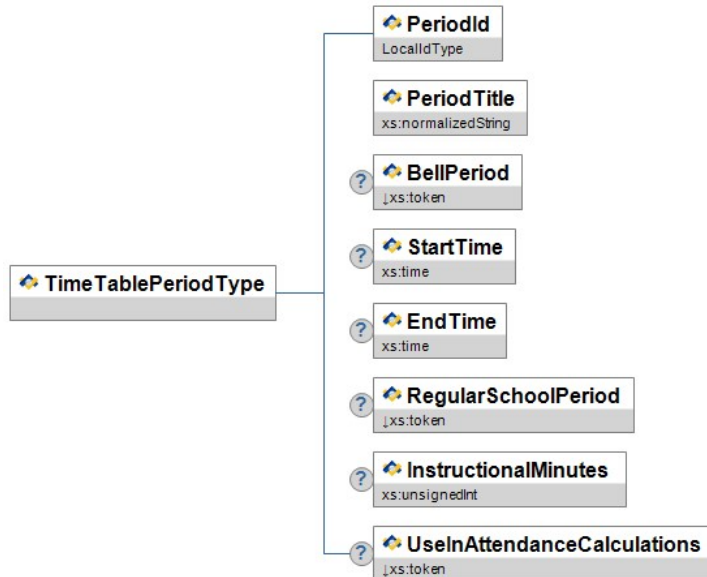 PeriodId
LocalIdType
PeriodTitle
xs:normalizedString
?
BellPeriod
↓xs:token
?
StartTime
xs:time
TimeTablePeriodType
?
EndTime
xs:time
?
RegularSchoolPeriod
↓xs:token
?
InstructionalMinutes
xs:unsignedInt
?
UseInAttendanceCalculations
↓xs:token